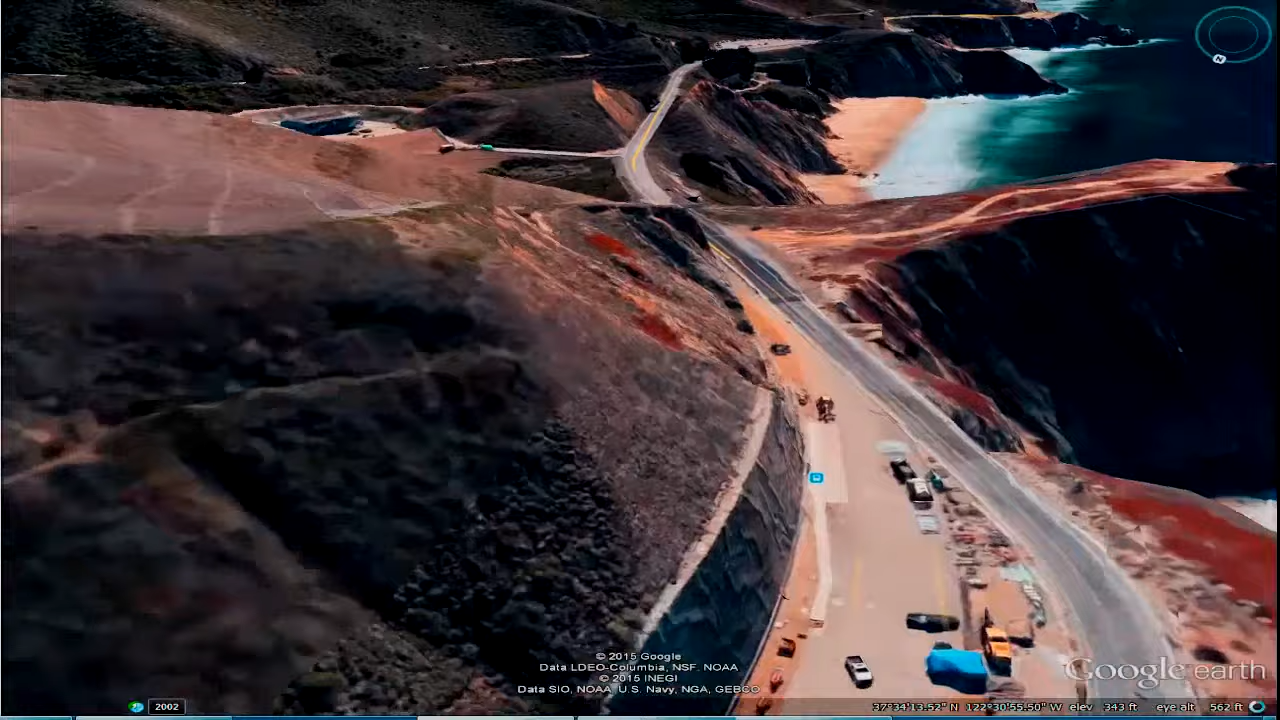 N
© 2015 Google
Data LDEO-Columbia, NSF, NOAA
© 2015 INEGI
Data SIO, NOAA, U.S. Navy, NGA, GEBCO
Google earth
2002
37°34'13.52" N 122°30'55.50" W elev 343 ft eye alt 562 ft